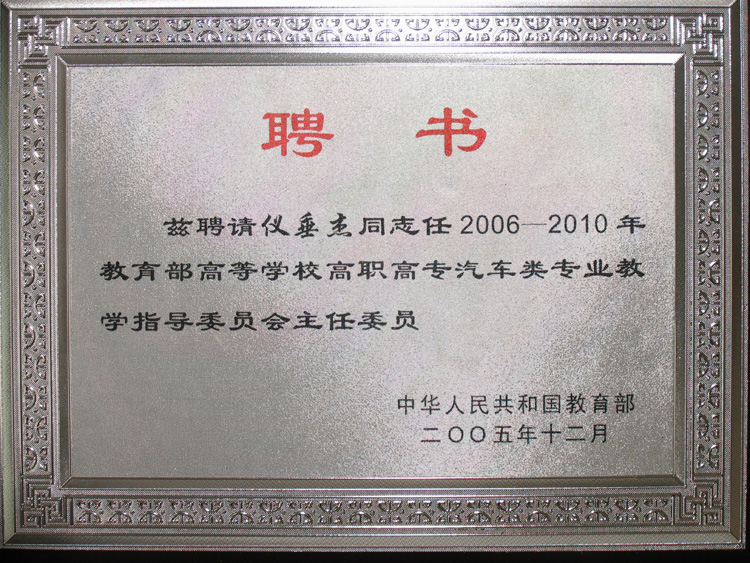 聘 书
兹聘请仪垂杰同志任2006—2010年
教育部高等学校高职高专汽车类专业教
学指导委员会主任委员
中华人民共和国教育部
二〇〇五年十二月